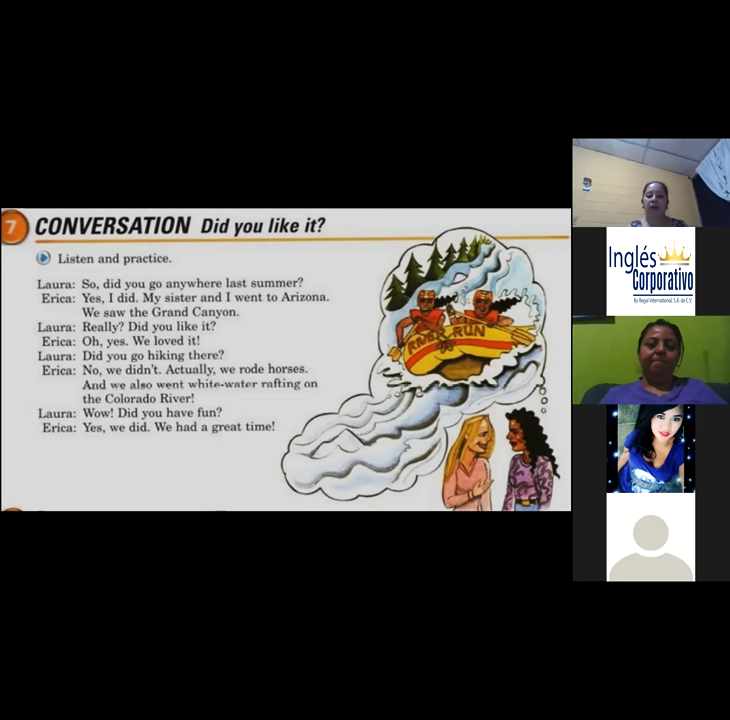 7 CONVERSATION Did you like it?
Listen and practice.
Laura: So, did you go anywhere last summer?
Erica: Yes, I did. My sister and I went to Arizona.
We saw the Grand Canyon.
Laura: Really? Did you like it?
Erica: Oh, yes. We loved it!
Laura: Did you go hiking there?
Erica: No, we didn't. Actually, we rode horses.
And we also went white-water rafting on
the Colorado River!
Laura: Wow! Did you have fun?
Erica: Yes, we did. We had a great time!
RIVER RUN
Inglés
Corporativo
By Regal International, S.A. de C.V.